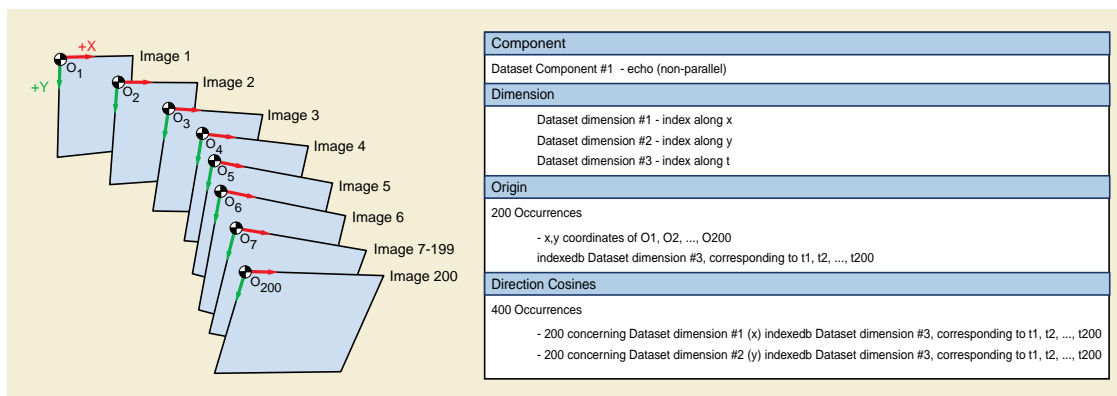 +X
Image 1
O1
+Y
Image 2
O2
Image 3
O3
Image 4
O4
Image 5
O5
Image 6
O6
Image 7-199
O7
Image 200
O200
Component
Dataset Component #1 - echo (non-parallel)
Dimension
Dataset dimension #1 - index along x
Dataset dimension #2 - index along y
Dataset dimension #3 - index along t
Origin
200 Occurrences
- x,y coordinates of O1, O2, ..., O200
indexedb Dataset dimension #3, corresponding to t1, t2, ..., t200
Direction Cosines
400 Occurrences
- 200 concerning Dataset dimension #1 (x) indexedb Dataset dimension #3, corresponding to t1, t2, ..., t200
- 200 concerning Dataset dimension #2 (y) indexedb Dataset dimension #3, corresponding to t1, t2, ..., t200